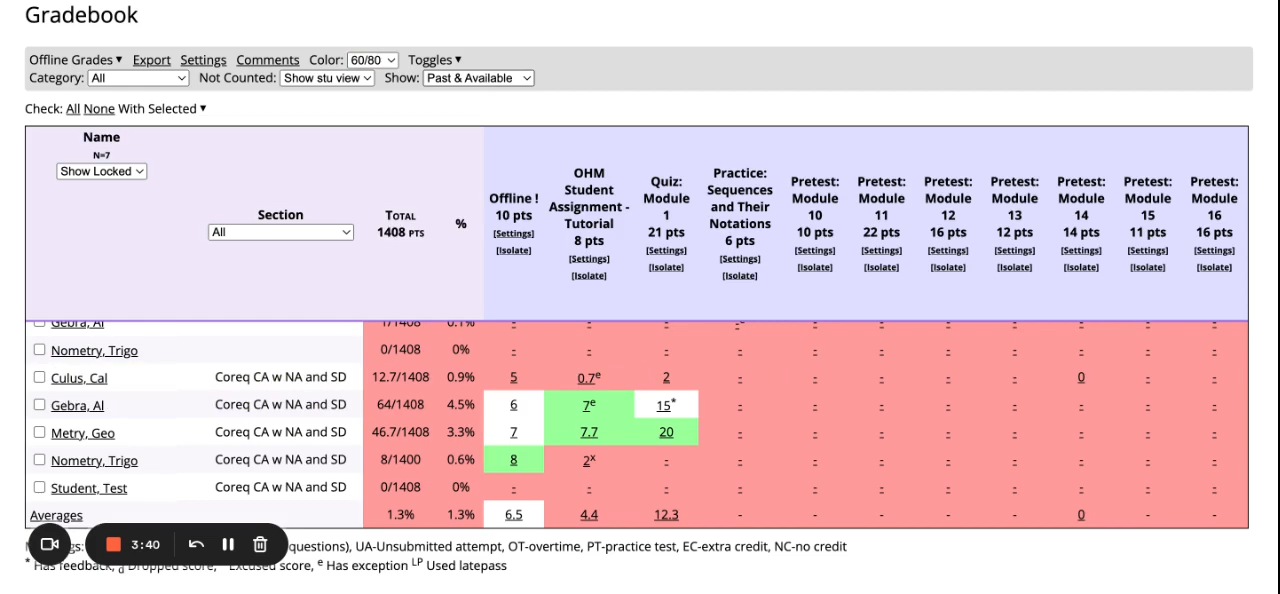 Gradebook
Offline Grades ▾ Export Settings Comments Color: 60/80 Toggles ▾
Category: All Not Counted: Show stu view Show: Past & Available
Check: All None With Selected ▾
Name
N=7
Show Locked
Section
All
TOTAL
1408 PTS
%
Offline !
10 pts
[Settings]
[Isolate]
OHM
Student
Assignment -
Tutorial
8 pts
[Settings]
[Isolate]
Quiz:
Module
1
21 pts
[Settings]
[Isolate]
Practice:
Sequences
and Their
Notations
6 pts
[Settings]
[Isolate]
Pretest:
Module
10
10 pts
[Settings]
[Isolate]
Pretest:
Module
11
22 pts
[Settings]
[Isolate]
Pretest:
Module
12
16 pts
[Settings]
[Isolate]
Pretest:
Module
13
12 pts
[Settings]
[Isolate]
Pretest:
Module
14
14 pts
[Settings]
[Isolate]
Pretest:
Module
15
11 pts
[Settings]
[Isolate]
Pretest:
Module
16
16 pts
[Settings]
[Isolate]
Gebra, Al 1/1408 0.1% - - - - - - - - - - -
Nometry, Trigo 0/1408 0% - - - - - - - - - - -
Culus, Cal Coreq CA w NA and SD 12.7/1408 0.9% 5 0.7e 2 - - - - - 0 - -
Gebra, Al Coreq CA w NA and SD 64/1408 4.5% 6 7e 15* - - - - - - - -
Metry, Geo Coreq CA w NA and SD 46.7/1408 3.3% 7 7.7 20 - - - - - - - -
Nometry, Trigo Coreq CA w NA and SD 8/1400 0.6% 8 2x - - - - - - - - -
Student, Test Coreq CA w NA and SD 0/1408 0% - - - - - - - - - - -
Averages 1.3% 1.3% 6.5 4.4 12.3 - - - - - 0 - -
3:40
questions), UA-Unsubmitted attempt, OT-overtime, PT-practice test, EC-extra credit, NC-no credit
* Has feedback, d Dropped score, Excused score, e Has exception LP Used latepass